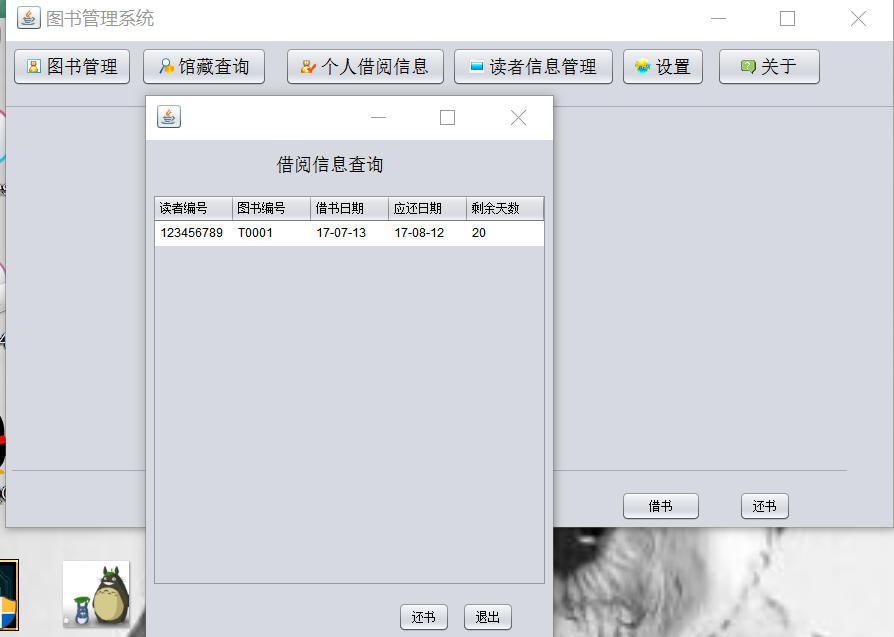 图书管理系统
图书管理 馆藏查询 个人借阅信息 读者信息管理 设置 关于
借阅信息查询
读者编号 图书编号 借书日期 应还日期 剩余天数
123456789 T0001 17-07-13 17-08-12 20
借书 还书
还书 退出